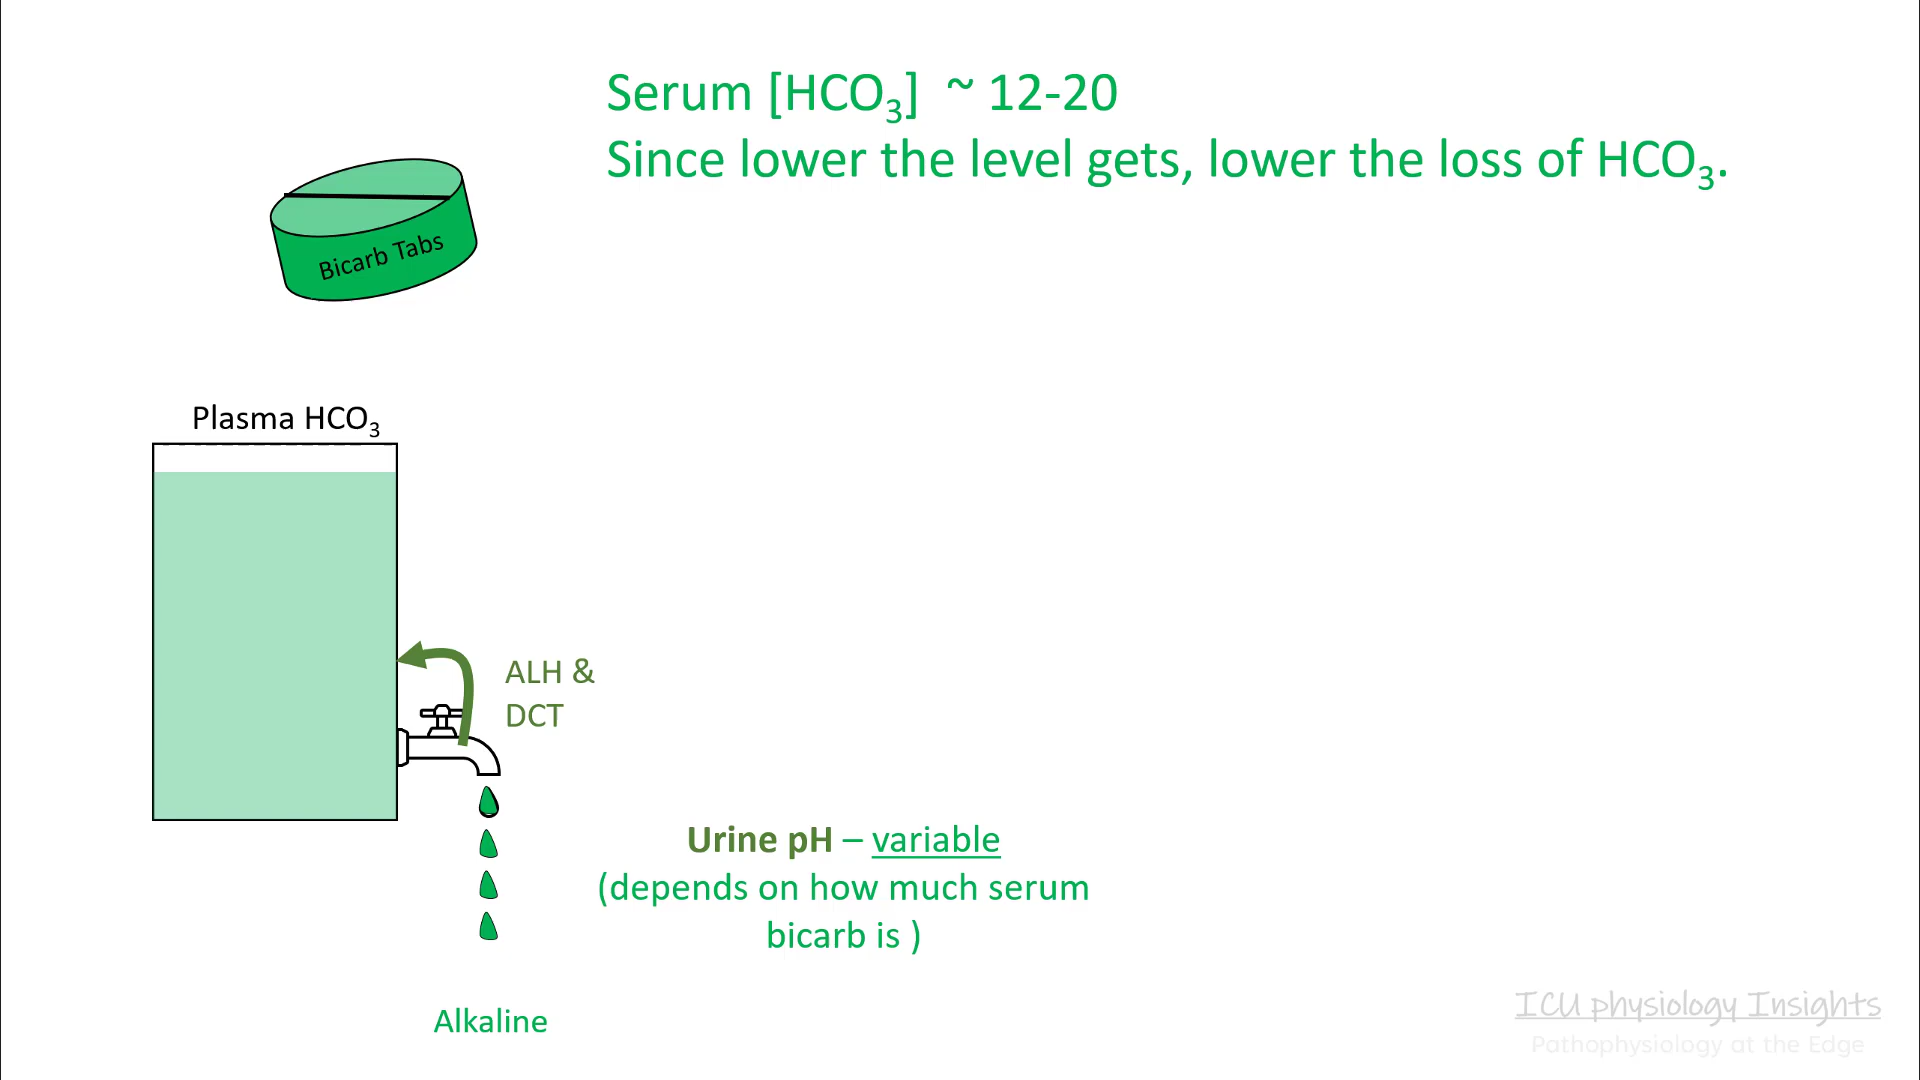 Serum [HCO₃] ~ 12-20
Since lower the level gets, lower the loss of HCO₃.
Bicarb Tabs
Plasma HCO₃
ALH &
DCT
Urine pH – variable
(depends on how much serum
bicarb is )
Alkaline
ICU physiology Insights
Pathophysiology at the Edge